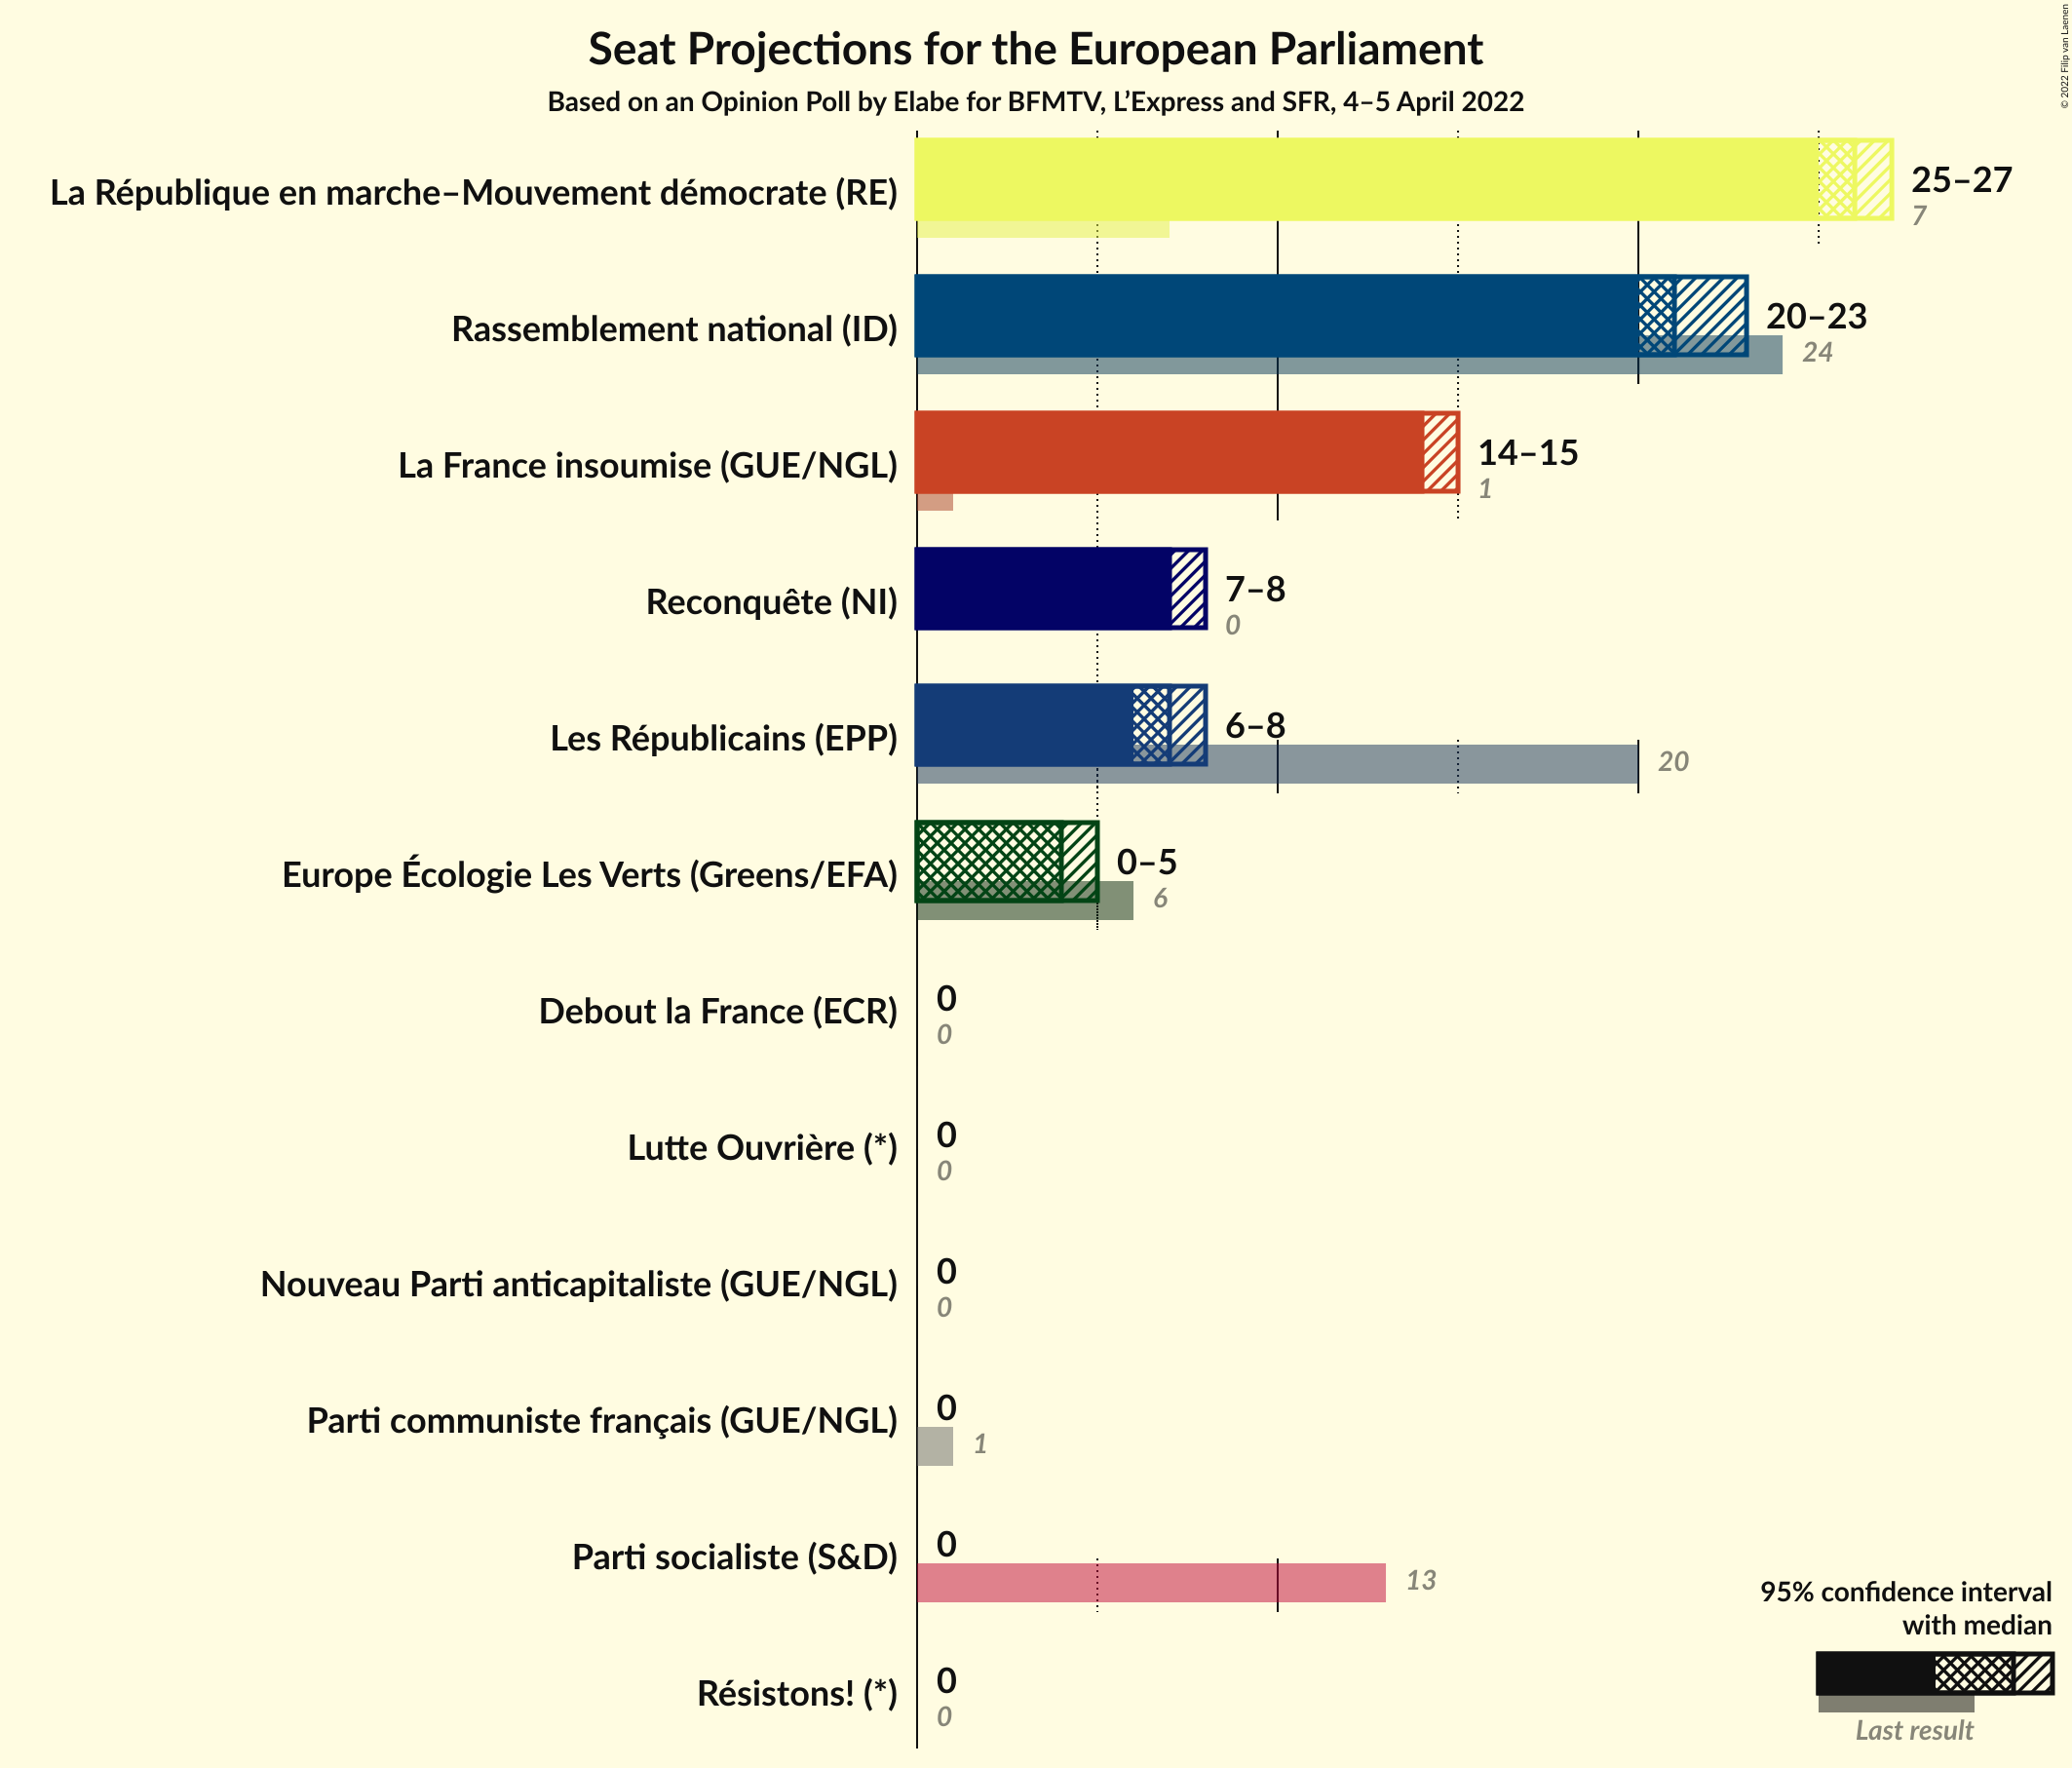 Seat Projections for the European Parliament
Based on an Opinion Poll by Elabe for BFMTV, L’Express and SFR, 4–5 April 2022
© 2022 Filip van Laenen
La République en marche–Mouvement démocrate (RE)
25–27
7
Rassemblement national (ID)
20–23
24
La France insoumise (GUE/NGL)
14–15
1
Reconquête (NI)
7–8
0
Les Républicains (EPP)
6–8
20
Europe Écologie Les Verts (Greens/EFA)
0–5
6
Debout la France (ECR)
0
0
Lutte Ouvrière (*)
0
0
Nouveau Parti anticapitaliste (GUE/NGL)
0
0
Parti communiste français (GUE/NGL)
0
1
Parti socialiste (S&D)
0
13
Résistons! (*)
0
0
95% confidence interval
with median
Last result